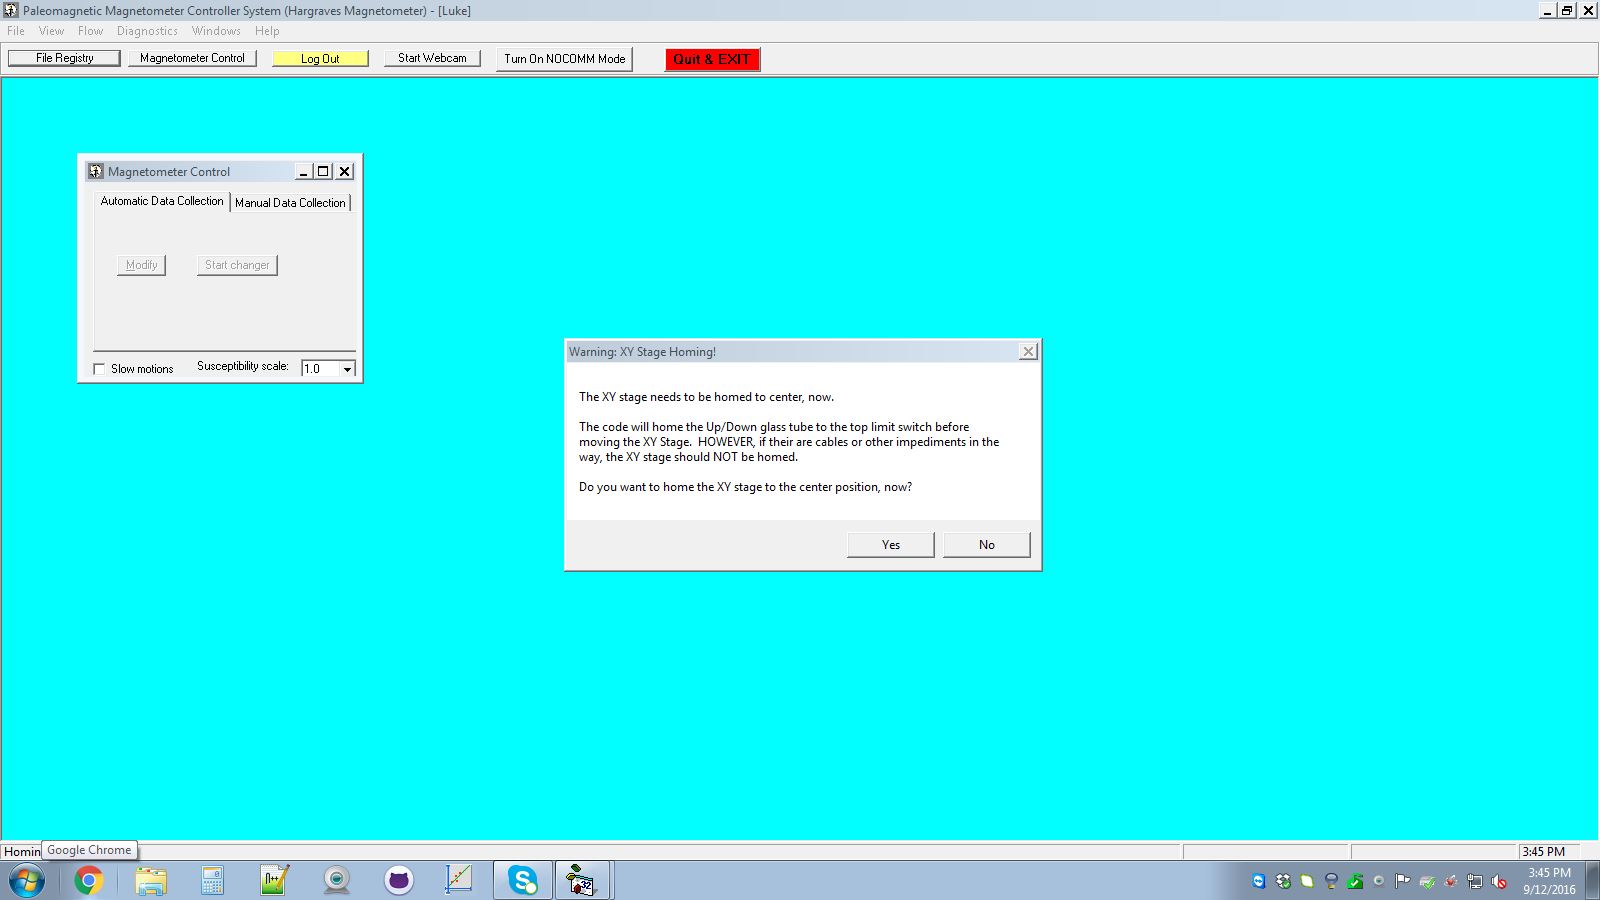 Paleomagnetic Magnetometer Controller System (Hargraves Magnetometer) - [Luke]
File View Flow Diagnostics Windows Help
File Registry Magnetometer Control Log Out Start Webcam Turn On NOCOMM Mode Quit & EXIT
Magnetometer Control
Automatic Data Collection Manual Data Collection
Modify Start changer
Slow motions Susceptibility scale: 1.0
Warning: XY Stage Homing!
The XY stage needs to be homed to center, now.
The code will home the Up/Down glass tube to the top limit switch before
moving the XY Stage. HOWEVER, if their are cables or other impediments in the
way, the XY stage should NOT be homed.
Do you want to home the XY stage to the center position, now?
Yes No
Homin
Google Chrome
3:45 PM
n++
32
3:45 PM
9/12/2016